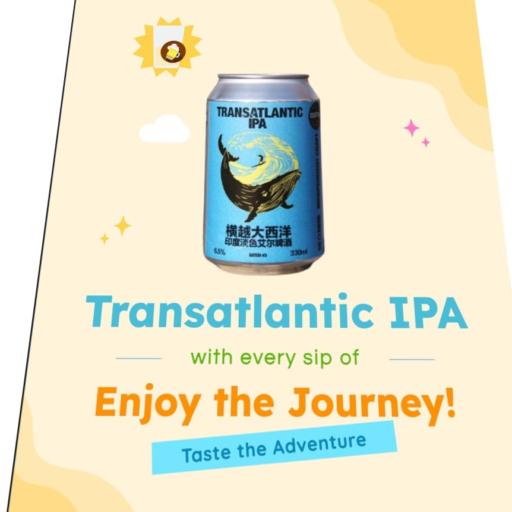 TRANSATLANTIC
IPA
横越大西洋
印度淡色艾尔啤酒
6.5%
330ml
Transatlantic IPA
with every sip of
Enjoy the Journey!
Taste the Adventure